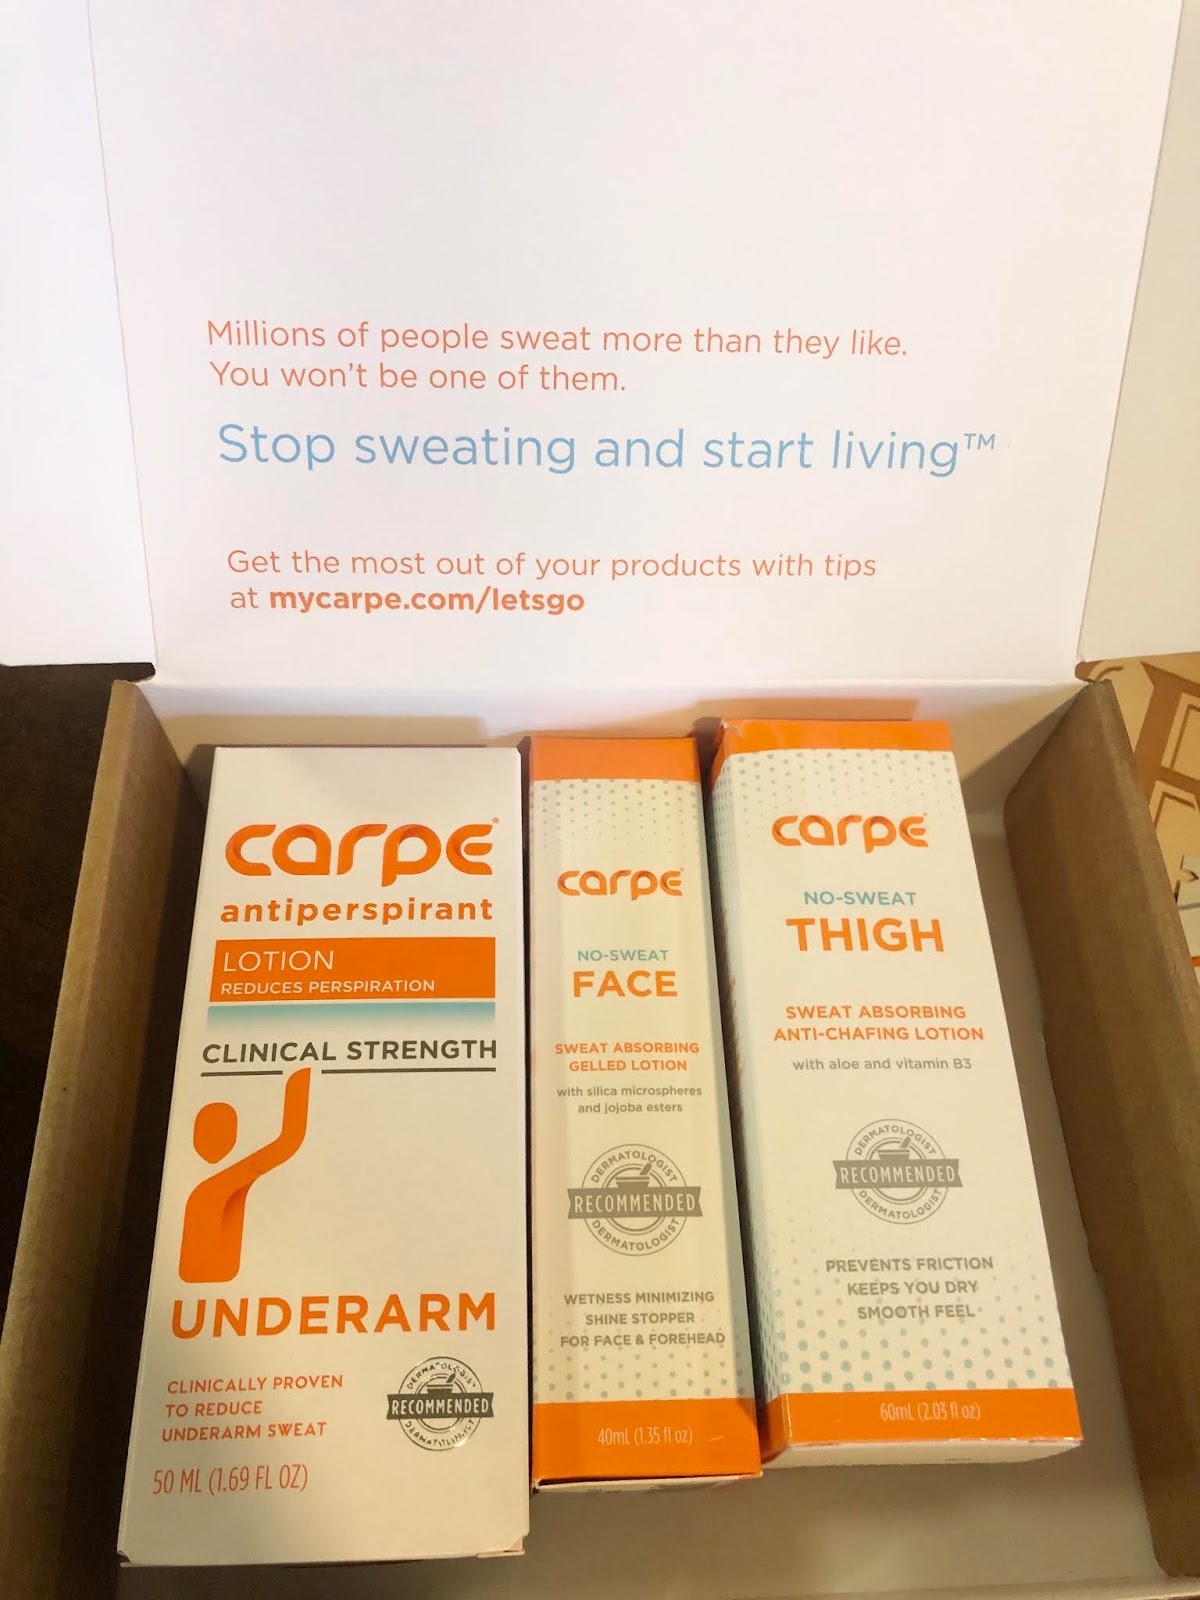 Millions of people sweat more than they like.
You won't be one of them.
Stop sweating and start living™
Get the most out of your products with tips
at mycarpe.com/letsgo
carpe®
antiperspirant
LOTION
REDUCES PERSPIRATION
CLINICAL STRENGTH
UNDERARM
CLINICALLY PROVEN
TO REDUCE
UNDERARM SWEAT
DERMATOLOGIST
RECOMMENDED
DERMATOLOGIST
50 ML (1.69 FL OZ)
carpe®
NO-SWEAT
FACE
SWEAT ABSORBING
GELLED LOTION
with silica microspheres
and jojoba esters
DERMATOLOGIST
RECOMMENDED
DERMATOLOGIST
WETNESS MINIMIZING
SHINE STOPPER
FOR FACE & FOREHEAD
40mL (1.35 fl oz)
carpe®
NO-SWEAT
THIGH
SWEAT ABSORBING
ANTI-CHAFING LOTION
with aloe and vitamin B3
DERMATOLOGIST
RECOMMENDED
DERMATOLOGIST
PREVENTS FRICTION
KEEPS YOU DRY
SMOOTH FEEL
60mL (2.03 fl oz)